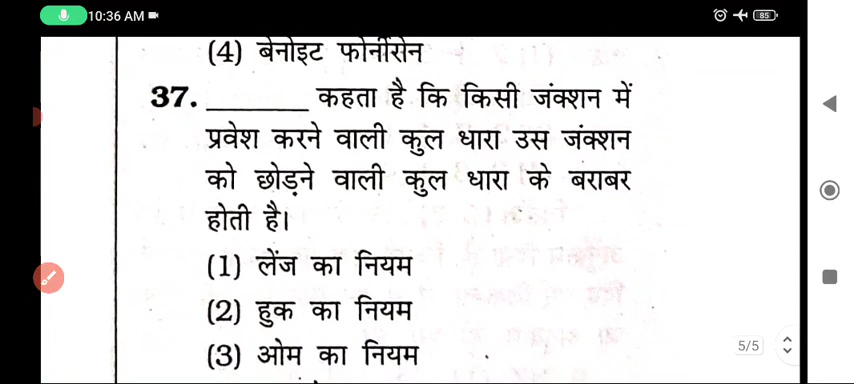 10:36 AM
85
(4) बेनोइट फोर्नीरोन
37. ________ कहता है कि किसी जंक्शन में
प्रवेश करने वाली कुल धारा उस जंक्शन
को छोड़ने वाली कुल धारा के बराबर
होती है।
(1) लेंज का नियम
(2) हुक का नियम
(3) ओम का नियम
5/5